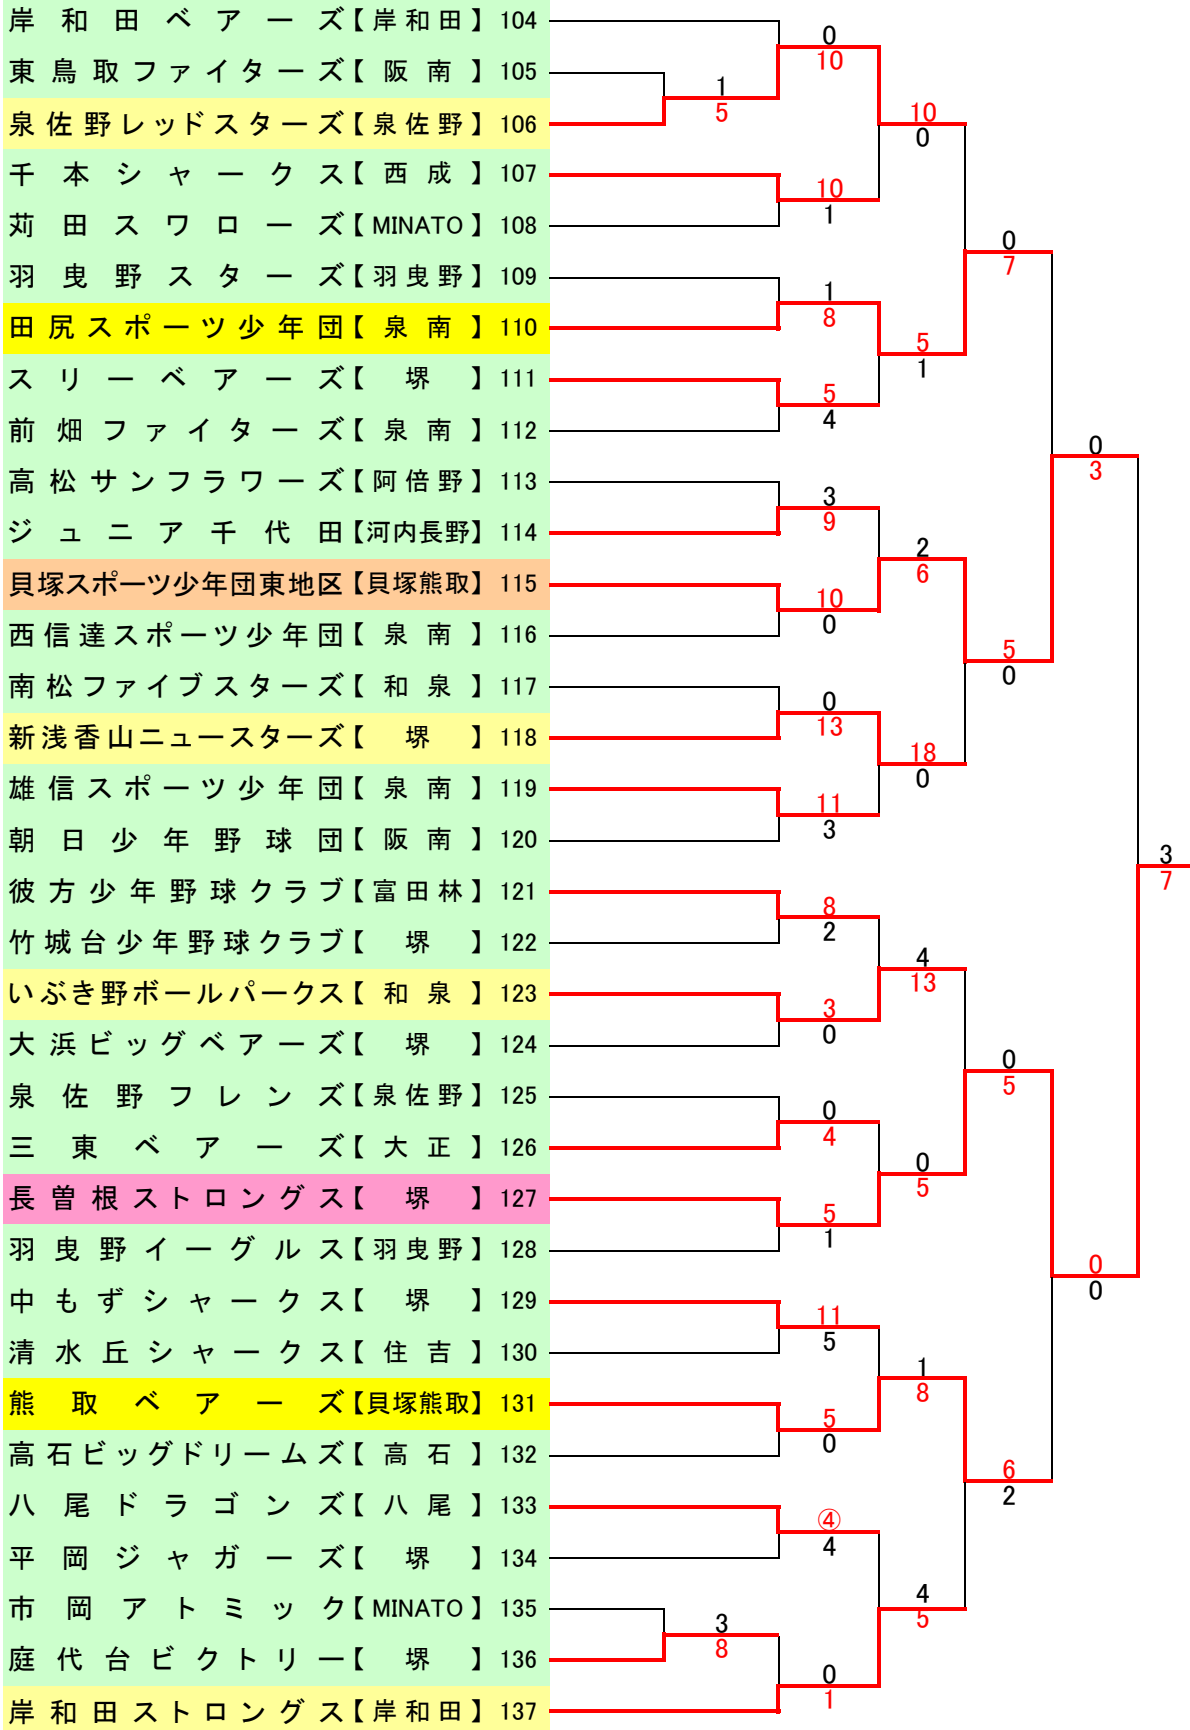 岸和田ベアーズ【岸和田】104
東鳥取ファイターズ【阪南】105
泉佐野レッドスターズ【泉佐野】106
千本シャークス【西成】107
苅田スワローズ【MINATO】108
羽曳野スターズ【羽曳野】109
田尻スポーツ少年団【泉南】110
スリーベアーズ【堺】111
前畑ファイターズ【泉南】112
高松サンフラワーズ【阿倍野】113
ジュニア千代田【河内長野】114
貝塚スポーツ少年団東地区【貝塚熊取】115
西信達スポーツ少年団【泉南】116
南松ファイブスターズ【和泉】117
新浅香山ニュースターズ【堺】118
雄信スポーツ少年団【泉南】119
朝日少年野球団【阪南】120
彼方少年野球クラブ【富田林】121
竹城台少年野球クラブ【堺】122
いぶき野ボールパークス【和泉】123
大浜ビッグベアーズ【堺】124
泉佐野フレンズ【泉佐野】125
三東ベアーズ【大正】126
長曽根ストロングス【堺】127
羽曳野イーグルス【羽曳野】128
中もずシャークス【堺】129
清水丘シャークス【住吉】130
熊取ベアーズ【貝塚熊取】131
高石ビッグドリームズ【高石】132
八尾ドラゴンズ【八尾】133
平岡ジャガーズ【堺】134
市岡アトミック【MINATO】135
庭代台ビクトリー【堺】136
岸和田ストロングス【岸和田】137
1
5
3
8
0
10
10
1
1
8
5
4
3
9
10
0
0
13
11
3
8
2
3
0
0
4
5
1
11
5
5
0
④
4
0
1
10
0
5
1
2
6
18
0
4
13
0
5
1
8
4
5
0
7
5
0
0
5
6
2
0
3
0
0
3
7